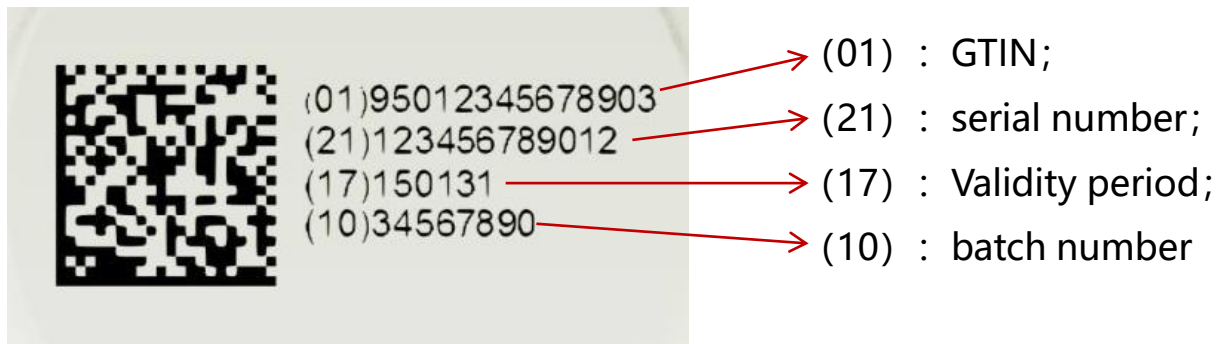 (01)95012345678903
(21)123456789012
(17)150131
(10)34567890
(01) : GTIN;
(21) : serial number;
(17) : Validity period;
(10) : batch number